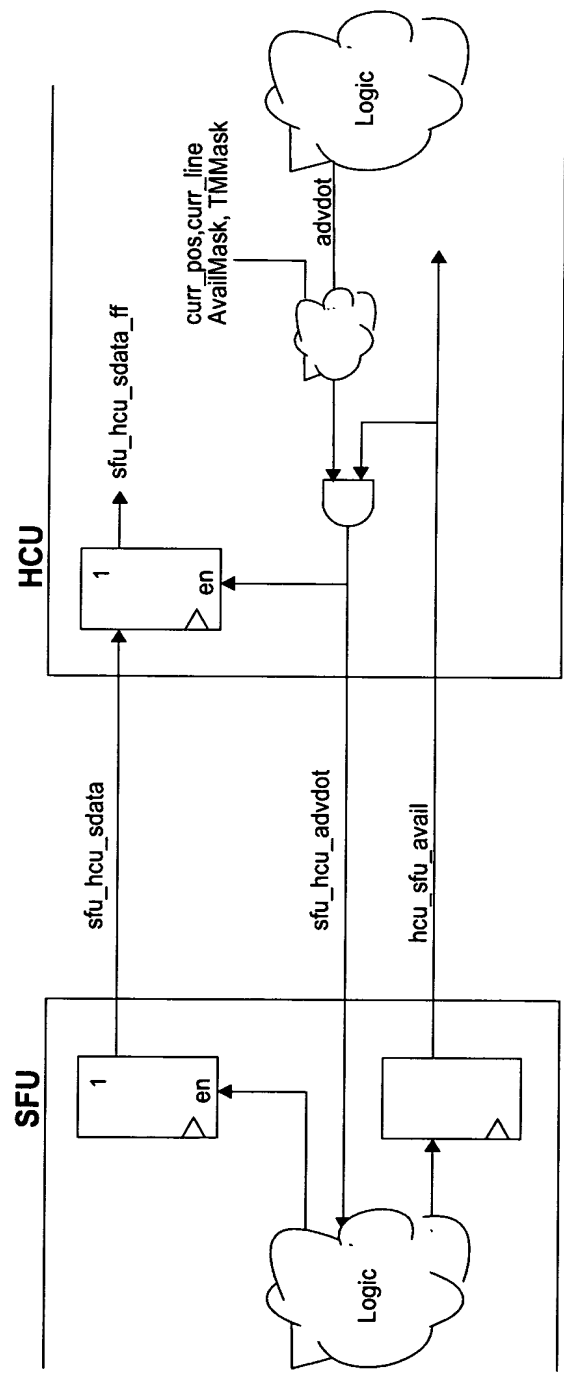 SFU
HCU
1
en
sfu_hcu_sdata
1
en
sfu_hcu_sdata_ff
curr_pos,curr_line
AvailMask, TMMask
Logic
sfu_hcu_advdot
advdot
Logic
hcu_sfu_avail